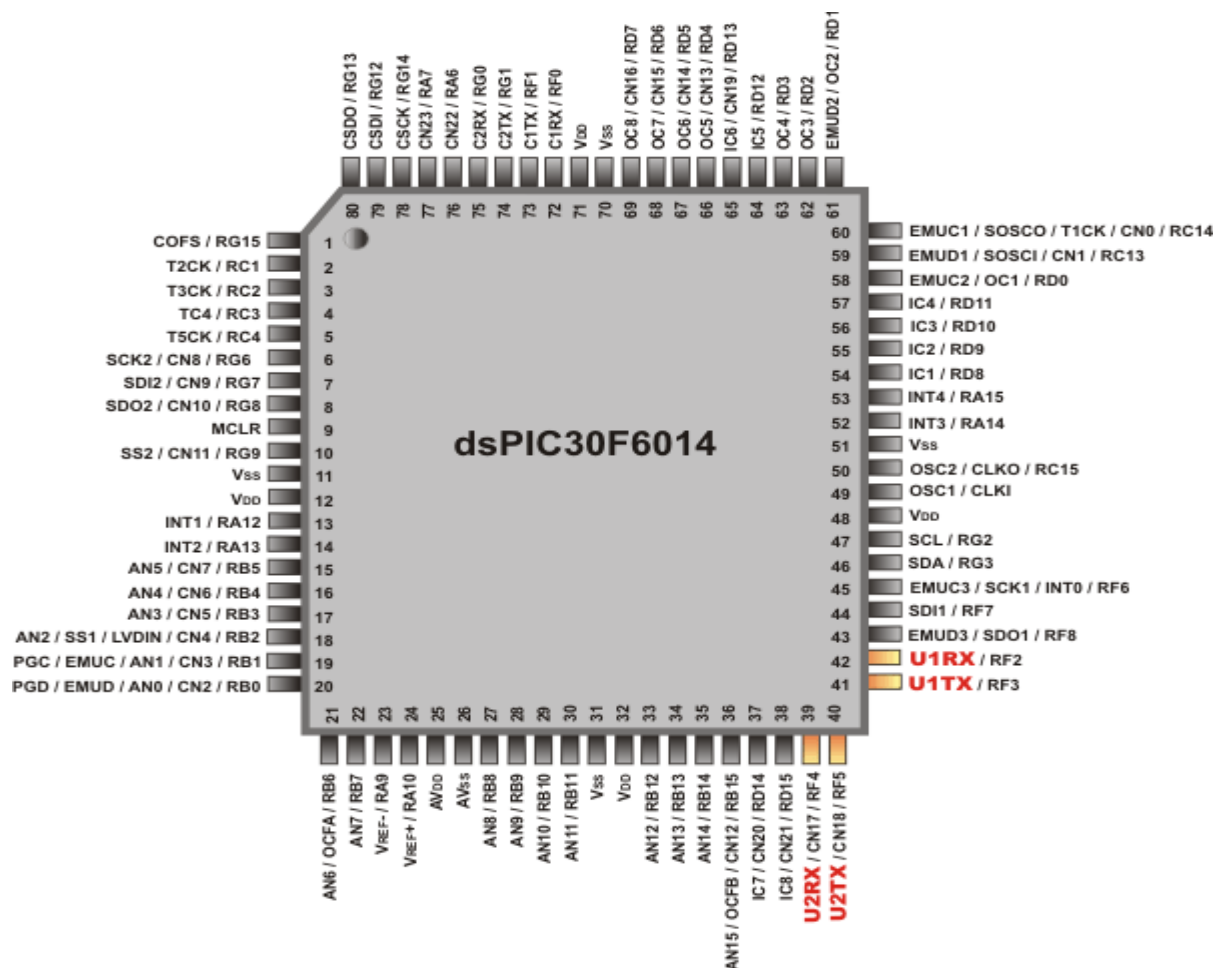 CSDO / RG13
CSDI / RG12
CSCK / RG14
CN23 / RA7
CN22 / RA6
C2RX / RG0
C2TX / RG1
C1TX / RF1
C1RX / RF0
VDD
VSS
OC8 / CN16 / RD7
OC7 / CN15 / RD6
OC6 / CN14 / RD5
OC5 / CN13 / RD4
IC6 / CN19 / RD13
IC5 / RD12
OC4 / RD3
OC3 / RD2
EMUD2 / OC2 / RD1
80 79 78 77 76 75 74 73 72 71 70 69 68 67 66 65 64 63 62 61
COFS / RG15 1
T2CK / RC1 2
T3CK / RC2 3
TC4 / RC3 4
T5CK / RC4 5
SCK2 / CN8 / RG6 6
SDI2 / CN9 / RG7 7
SDO2 / CN10 / RG8 8
MCLR 9
SS2 / CN11 / RG9 10
VSS 11
VDD 12
INT1 / RA12 13
INT2 / RA13 14
AN5 / CN7 / RB5 15
AN4 / CN6 / RB4 16
AN3 / CN5 / RB3 17
AN2 / SS1 / LVDIN / CN4 / RB2 18
PGC / EMUC / AN1 / CN3 / RB1 19
PGD / EMUD / AN0 / CN2 / RB0 20
dsPIC30F6014
60 EMUC1 / SOSCO / T1CK / CN0 / RC14
59 EMUD1 / SOSCI / CN1 / RC13
58 EMUC2 / OC1 / RD0
57 IC4 / RD11
56 IC3 / RD10
55 IC2 / RD9
54 IC1 / RD8
53 INT4 / RA15
52 INT3 / RA14
51 VSS
50 OSC2 / CLKO / RC15
49 OSC1 / CLKI
48 VDD
47 SCL / RG2
46 SDA / RG3
45 EMUC3 / SCK1 / INT0 / RF6
44 SDI1 / RF7
43 EMUD3 / SDO1 / RF8
42 U1RX / RF2
41 U1TX / RF3
21 22 23 24 25 26 27 28 29 30 31 32 33 34 35 36 37 38 39 40
AN6 / OCFA / RB6
AN7 / RB7
VREF- / RA9
VREF+ / RA10
AVDD
AVSS
AN8 / RB8
AN9 / RB9
AN10 / RB10
AN11 / RB11
VSS
VDD
AN12 / RB12
AN13 / RB13
AN14 / RB14
AN15 / OCFB / CN12 / RB15
IC7 / CN20 / RD14
IC8 / CN21 / RD15
U2RX / CN17 / RF4
U2TX / CN18 / RF5